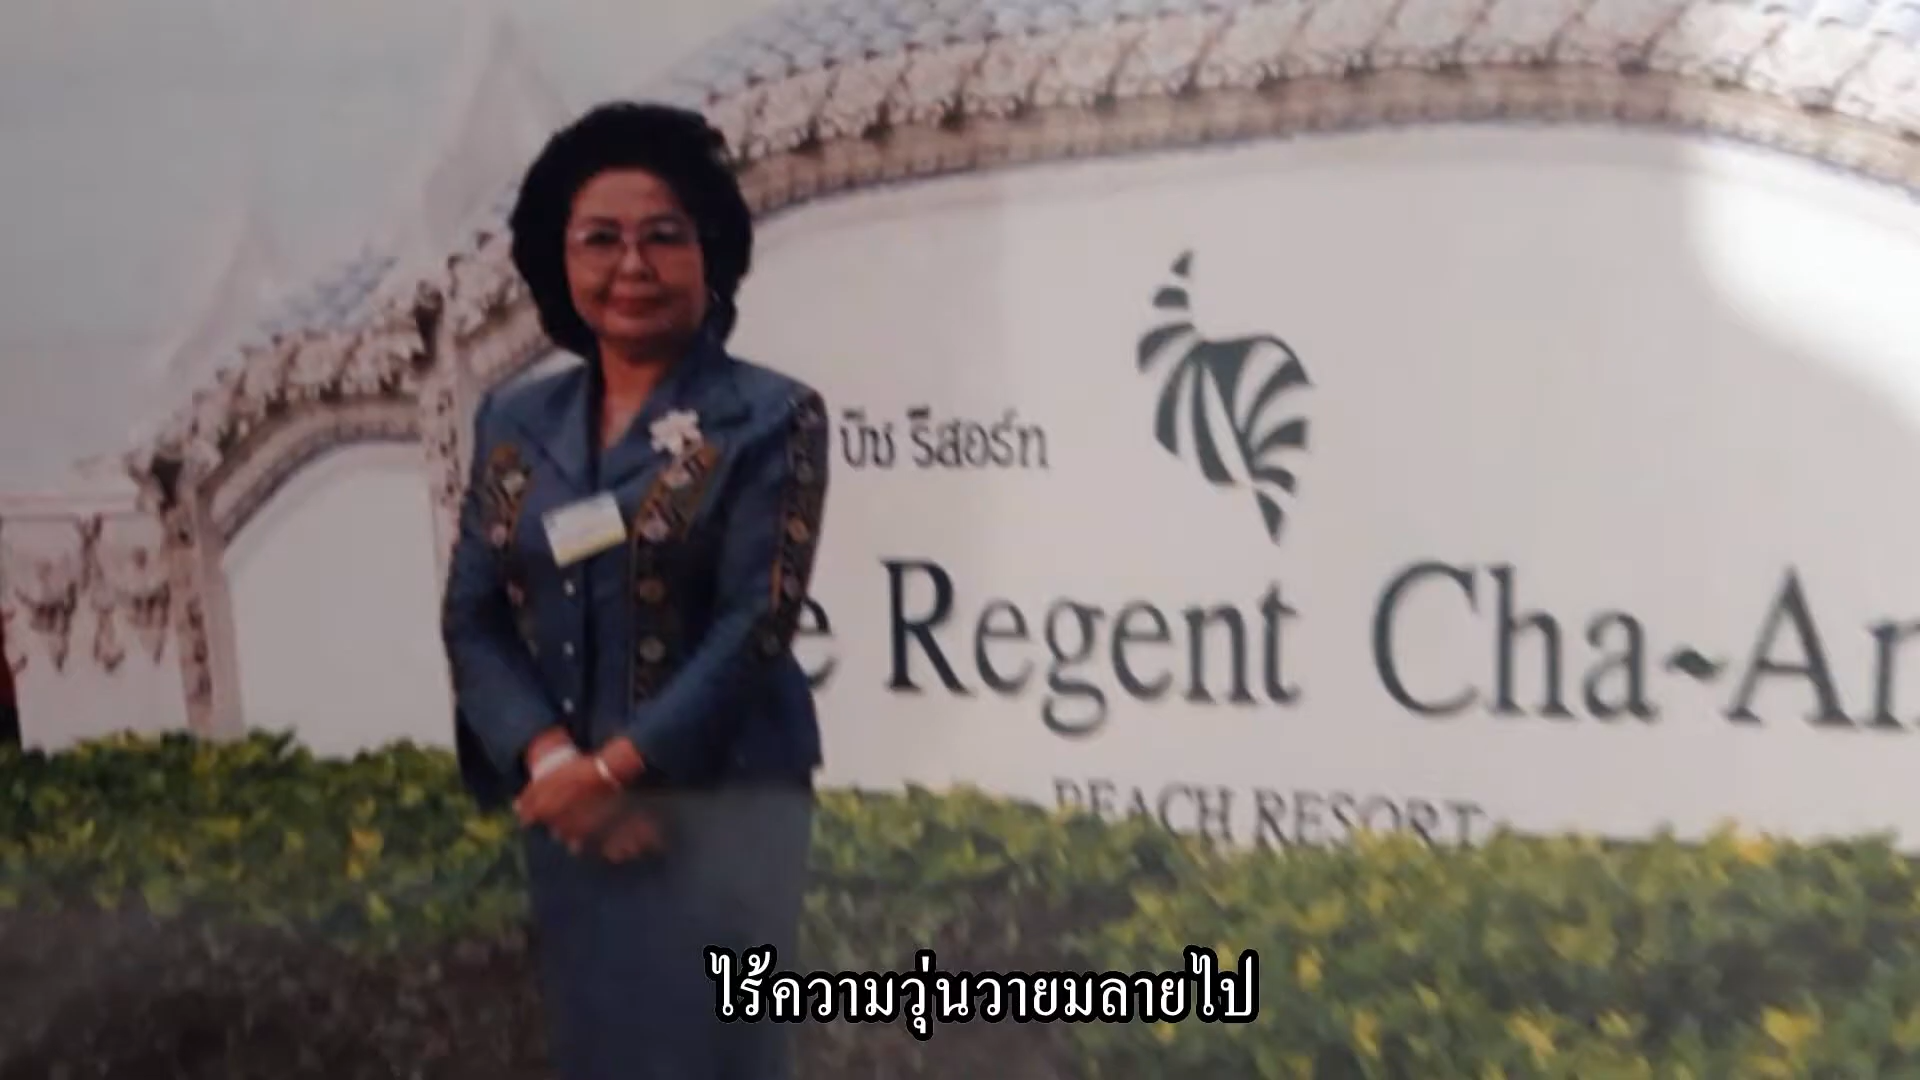 บีช รีสอร์ท
e Regent Cha~Am
BEACH RESORT
ไร้ความวุ่นวายมลายไป